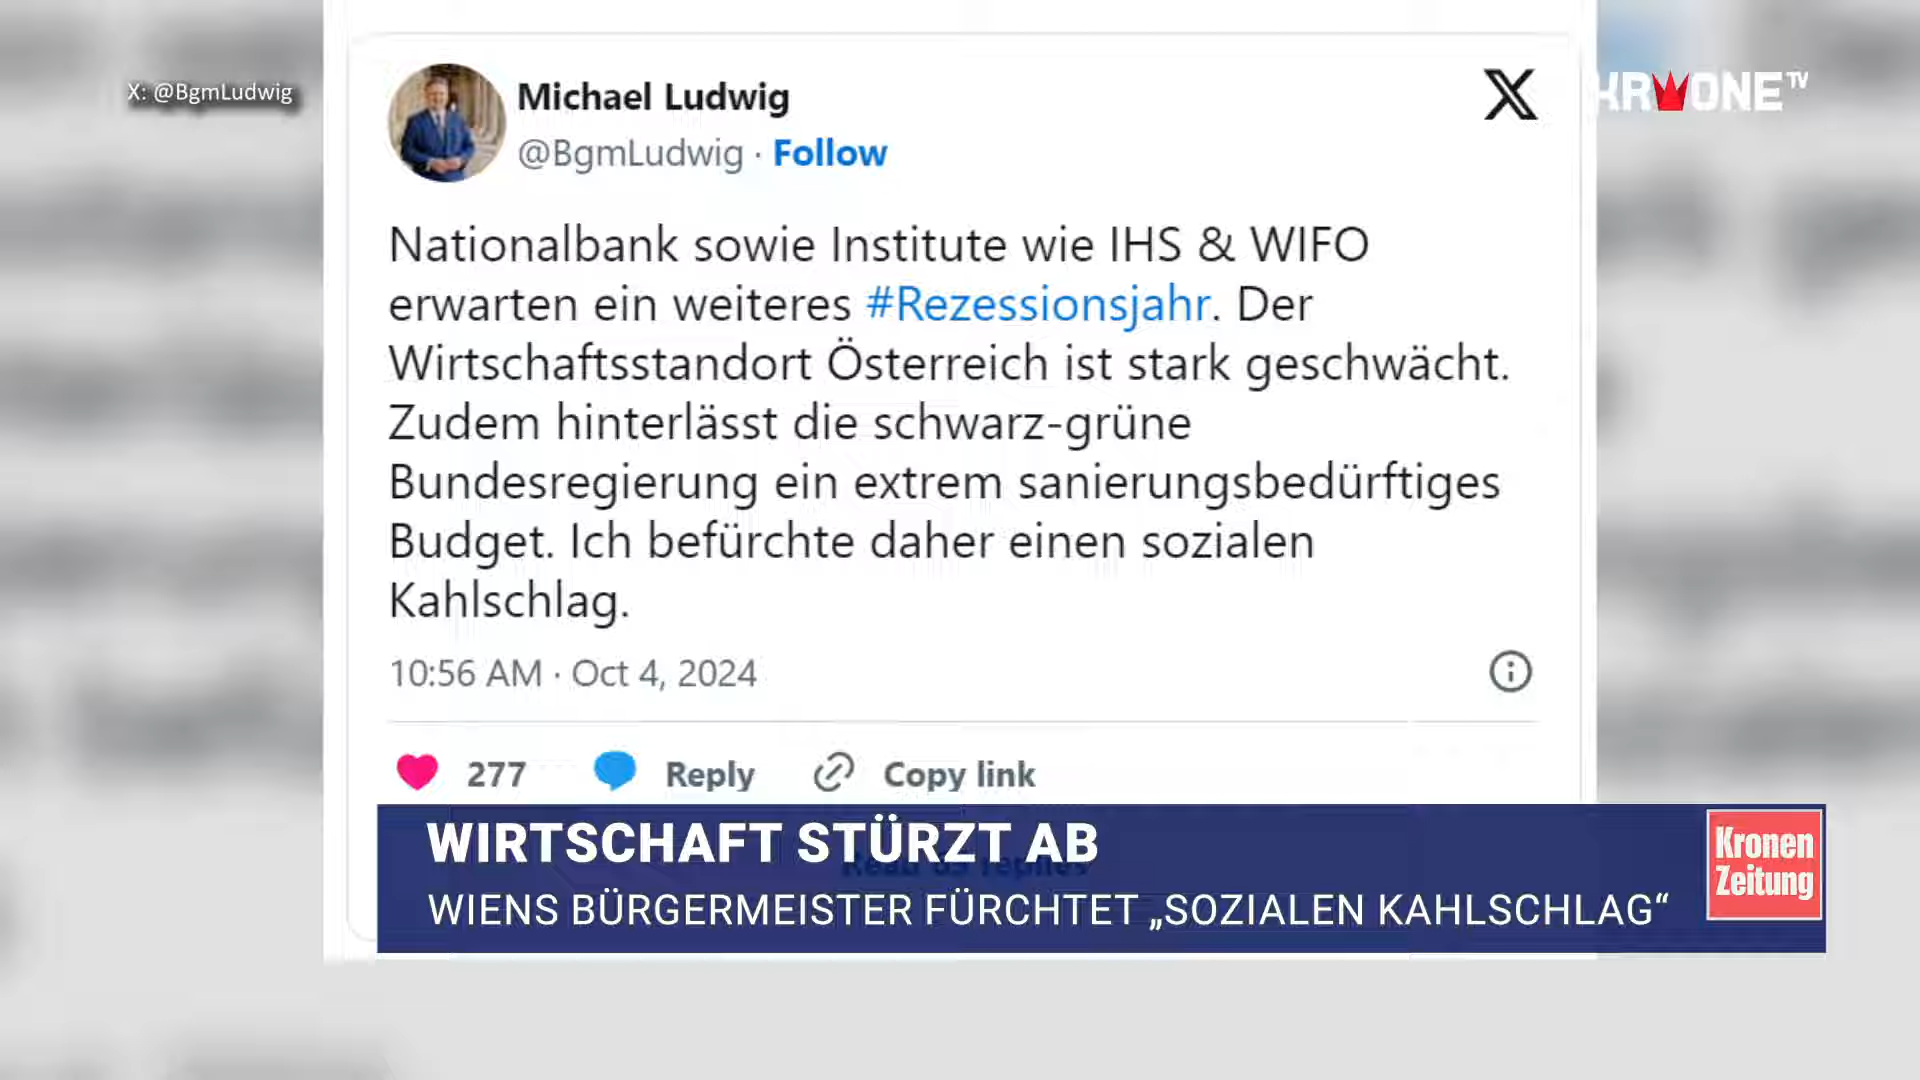 X: @BgmLudwig
KRONE TV
Michael Ludwig
@BgmLudwig · Follow
Nationalbank sowie Institute wie IHS & WIFO
erwarten ein weiteres #Rezessionsjahr. Der
Wirtschaftsstandort Österreich ist stark geschwächt.
Zudem hinterlässt die schwarz-grüne
Bundesregierung ein extrem sanierungsbedürftiges
Budget. Ich befürchte daher einen sozialen
Kahlschlag.
10:56 AM · Oct 4, 2024
277 Reply Copy link
WIRTSCHAFT STÜRZT AB
WIENS BÜRGERMEISTER FÜRCHTET „SOZIALEN KAHLSCHLAG“
Kronen
Zeitung